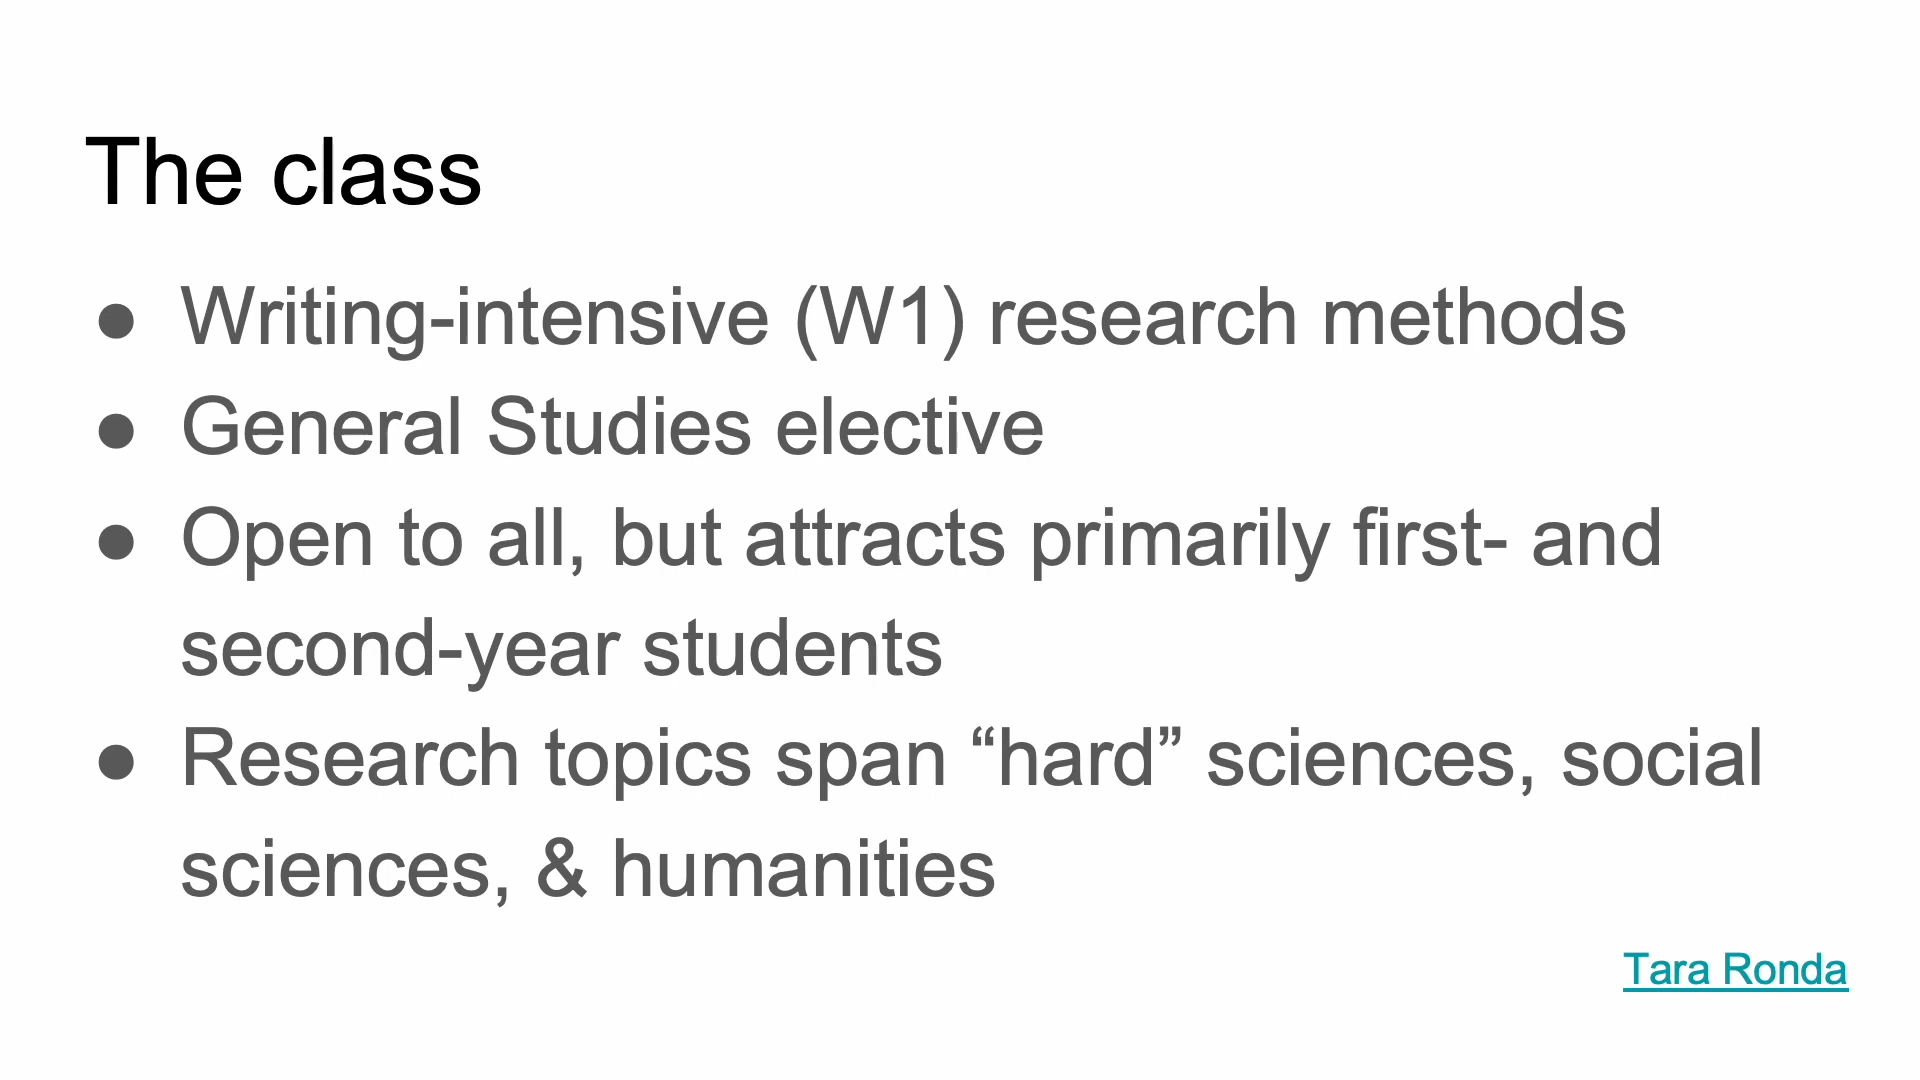 The class
● Writing-intensive (W1) research methods
● General Studies elective
● Open to all, but attracts primarily first- and
second-year students
● Research topics span “hard” sciences, social
sciences, & humanities
Tara Ronda